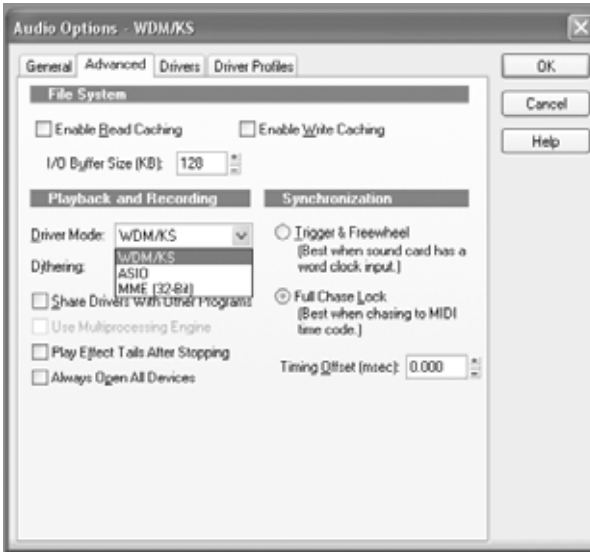 Audio Options - WDM/KS
General Advanced Drivers Driver Profiles
OK
Cancel
Help
File System
Enable Read Caching
Enable Write Caching
I/O Buffer Size (KB): 128
Playback and Recording
Driver Mode: WDM/KS
WDM/KS
ASIO
MME (32-Bit)
Dithering:
Share Drivers With Other Programs
Use Multiprocessing Engine
Play Effect Tails After Stopping
Always Open All Devices
Synchronization
Trigger & Freewheel
(Best when sound card has a
word clock input.)
Full Chase Lock
(Best when chasing to MIDI
time code.)
Timing Offset (msec): 0.000